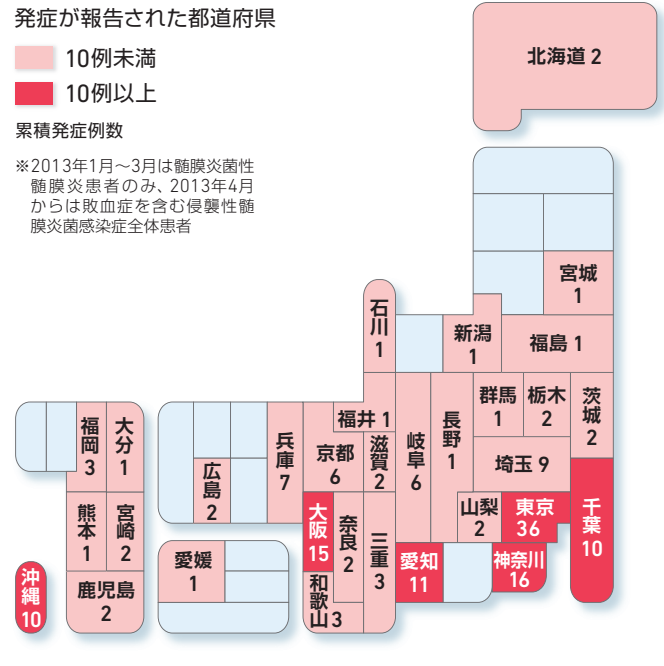 発症が報告された都道府県
10例未満
10例以上
累積発症例数
※2013年1月～3月は髄膜炎菌性
髄膜炎患者のみ、2013年4月
からは敗血症を含む侵襲性髄
膜炎菌感染症全体患者
北海道 2
宮城
1
石川
1
新潟
1
福島 1
群馬
1
栃木
2
茨城
2
福井 1
長野
1
岐阜
6
滋賀
2
京都
6
兵庫
7
埼玉 9
福岡
3
大分
1
広島
2
山梨
2
東京
36
千葉
10
大阪
15
奈良
2
三重
3
愛知
11
神奈川
16
熊本
1
宮崎
2
愛媛
1
沖縄
10
鹿児島
2
和歌
山 3